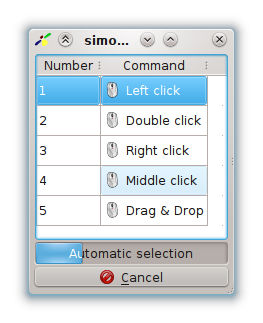 simo...
Number Command
1 Left click
2 Double click
3 Right click
4 Middle click
5 Drag & Drop
Automatic selection
Cancel